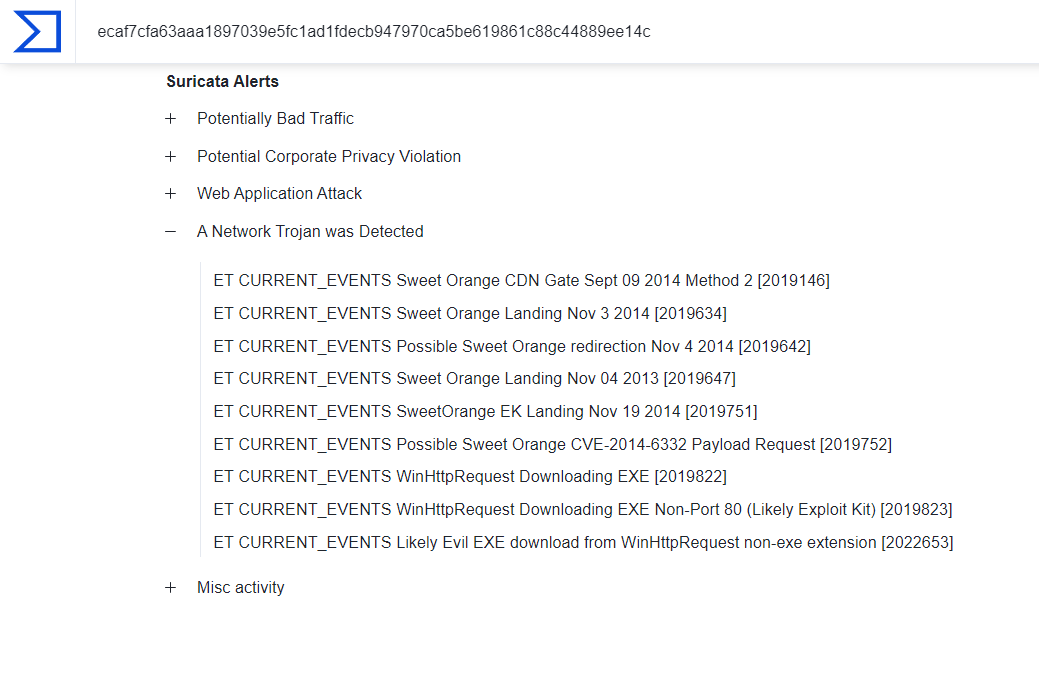 ecaf7cfa63aaa1897039e5fc1ad1fdecb947970ca5be619861c88c44889ee14c
Suricata Alerts
+ Potentially Bad Traffic
+ Potential Corporate Privacy Violation
+ Web Application Attack
− A Network Trojan was Detected
ET CURRENT_EVENTS Sweet Orange CDN Gate Sept 09 2014 Method 2 [2019146]
ET CURRENT_EVENTS Sweet Orange Landing Nov 3 2014 [2019634]
ET CURRENT_EVENTS Possible Sweet Orange redirection Nov 4 2014 [2019642]
ET CURRENT_EVENTS Sweet Orange Landing Nov 04 2013 [2019647]
ET CURRENT_EVENTS SweetOrange EK Landing Nov 19 2014 [2019751]
ET CURRENT_EVENTS Possible Sweet Orange CVE-2014-6332 Payload Request [2019752]
ET CURRENT_EVENTS WinHttpRequest Downloading EXE [2019822]
ET CURRENT_EVENTS WinHttpRequest Downloading EXE Non-Port 80 (Likely Exploit Kit) [2019823]
ET CURRENT_EVENTS Likely Evil EXE download from WinHttpRequest non-exe extension [2022653]
+ Misc activity